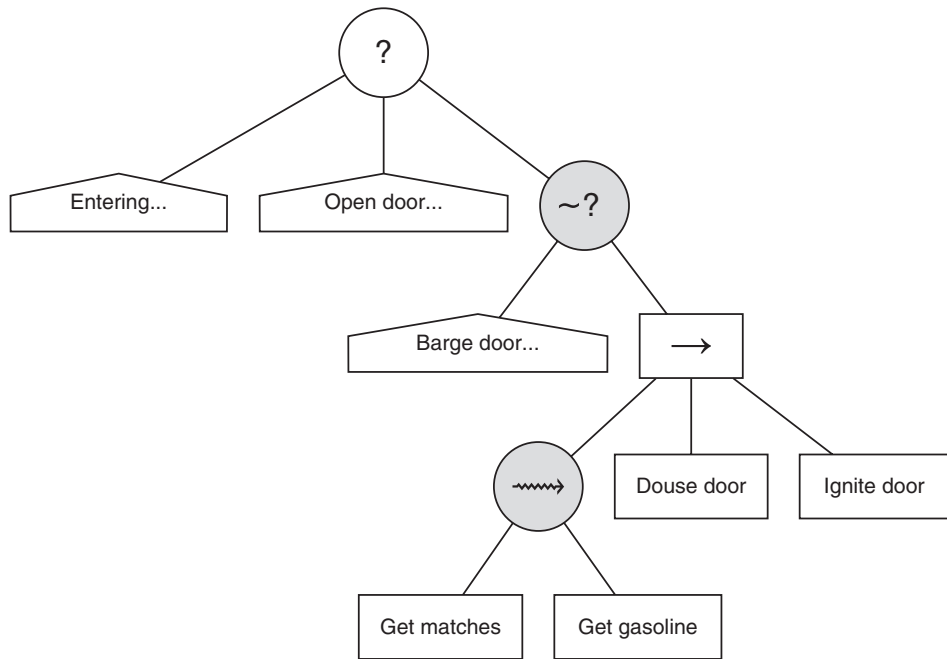 ?
Entering...
Open door...
~?
Barge door...
→
Douse door
Ignite door
⇝
Get matches
Get gasoline